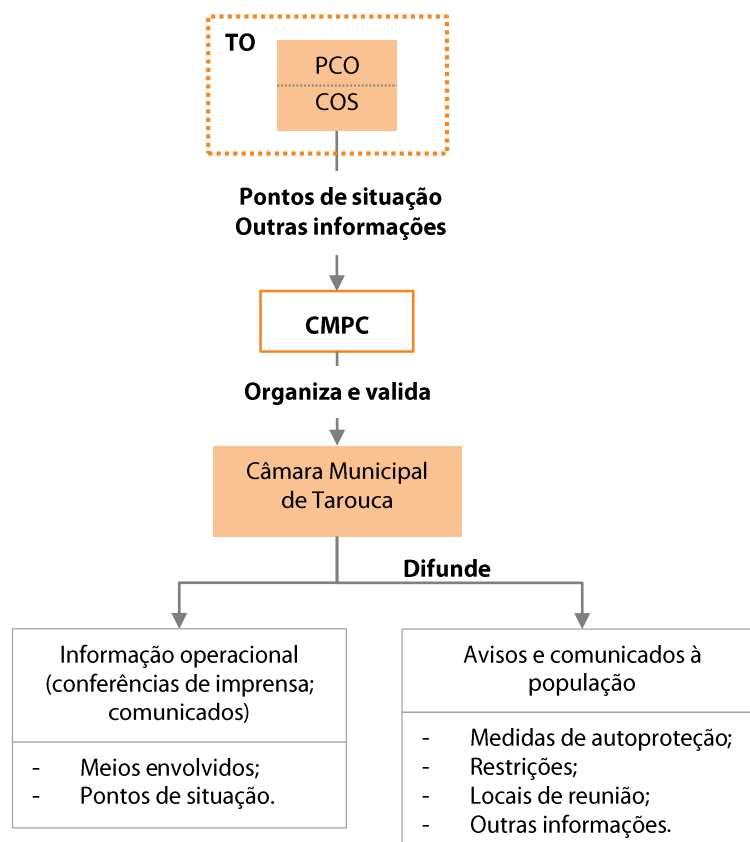 TO
PCO
COS
Pontos de situação
Outras informações
CMPC
Organiza e valida
Câmara Municipal
de Tarouca
Difunde
Informação operacional
(conferências de imprensa;
comunicados)
- Meios envolvidos;
- Pontos de situação.
Avisos e comunicados à
população
- Medidas de autoproteção;
- Restrições;
- Locais de reunião;
- Outras informações.